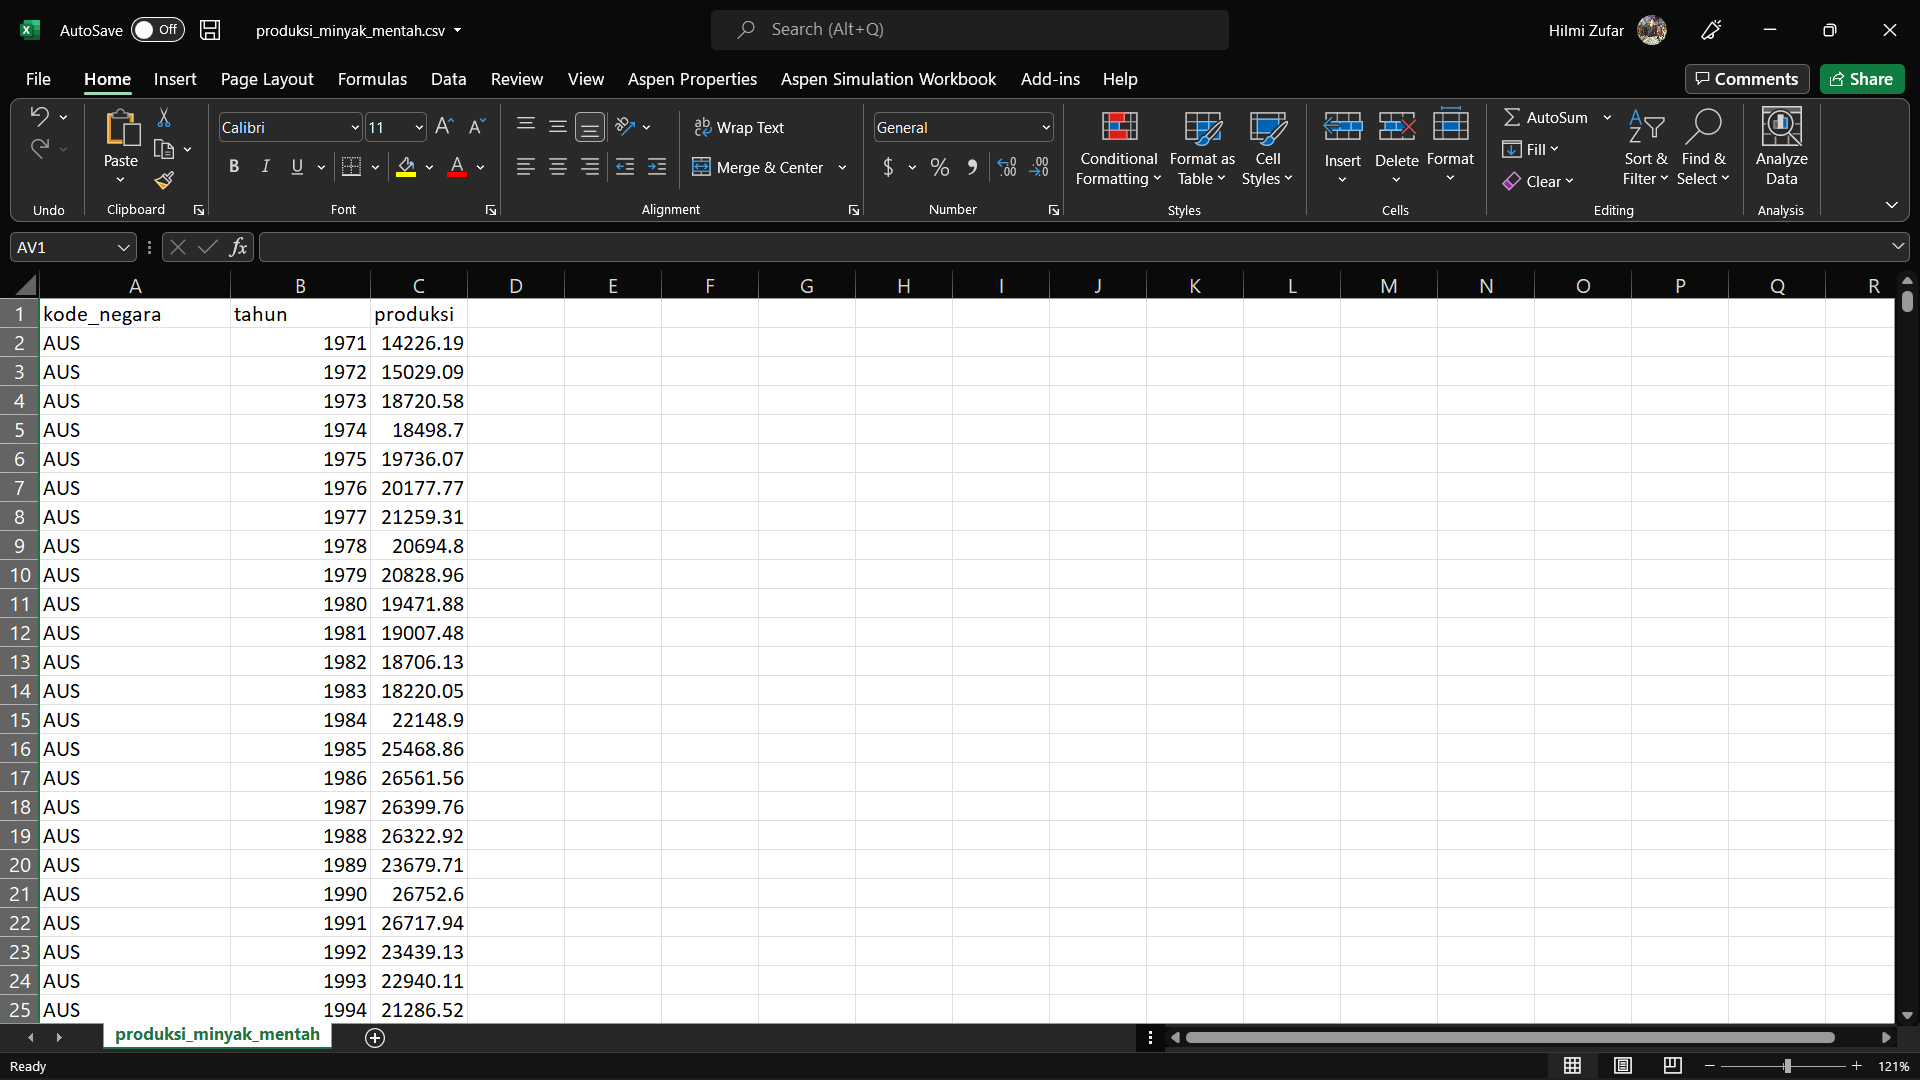 AutoSave Off produksi_minyak_mentah.csv Search (Alt+Q) Hilmi Zufar
File Home Insert Page Layout Formulas Data Review View Aspen Properties Aspen Simulation Workbook Add-ins Help Comments Share
Paste Calibri 11 B I U A Wrap Text Merge & Center General $ % Conditional Formatting Format as Table Cell Styles Insert Delete Format AutoSum Fill Clear Sort & Filter Find & Select Analyze Data
Undo Clipboard Font Alignment Number Styles Cells Editing Analysis
AV1 fx
A B C D E F G H I J K L M N O P Q R
1 kode_negara tahun produksi
2 AUS 1971 14226.19
3 AUS 1972 15029.09
4 AUS 1973 18720.58
5 AUS 1974 18498.7
6 AUS 1975 19736.07
7 AUS 1976 20177.77
8 AUS 1977 21259.31
9 AUS 1978 20694.8
10 AUS 1979 20828.96
11 AUS 1980 19471.88
12 AUS 1981 19007.48
13 AUS 1982 18706.13
14 AUS 1983 18220.05
15 AUS 1984 22148.9
16 AUS 1985 25468.86
17 AUS 1986 26561.56
18 AUS 1987 26399.76
19 AUS 1988 26322.92
20 AUS 1989 23679.71
21 AUS 1990 26752.6
22 AUS 1991 26717.94
23 AUS 1992 23439.13
24 AUS 1993 22940.11
25 AUS 1994 21286.52
produksi_minyak_mentah
Ready 121%